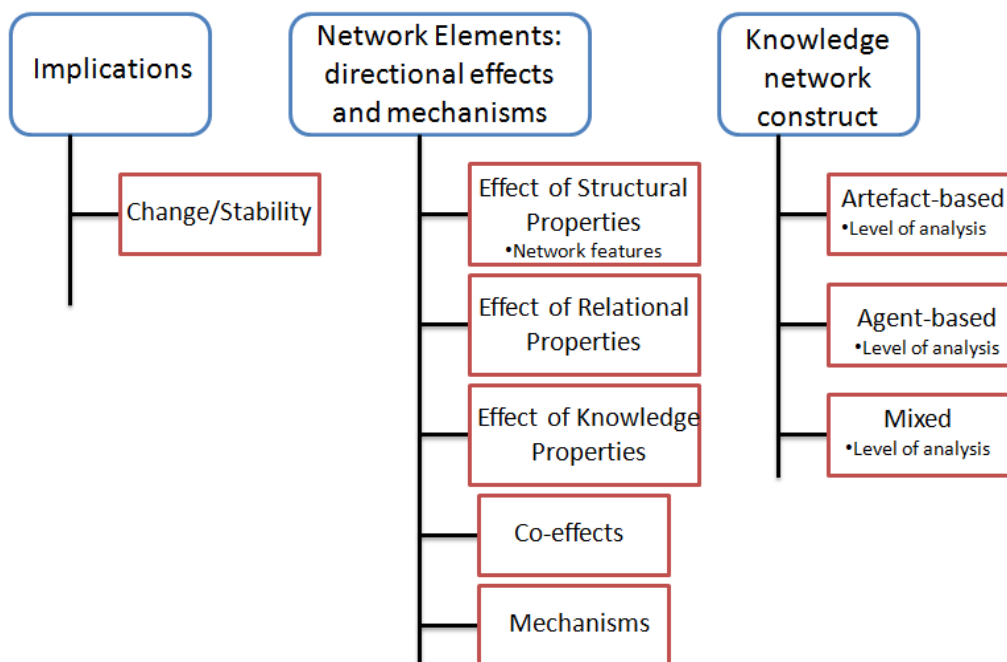 Implications
Change/Stability
Network Elements:
directional effects
and mechanisms
Effect of Structural
Properties
•Network features
Effect of Relational
Properties
Effect of Knowledge
Properties
Co-effects
Mechanisms
Knowledge
network
construct
Artefact-based
•Level of analysis
Agent-based
•Level of analysis
Mixed
•Level of analysis